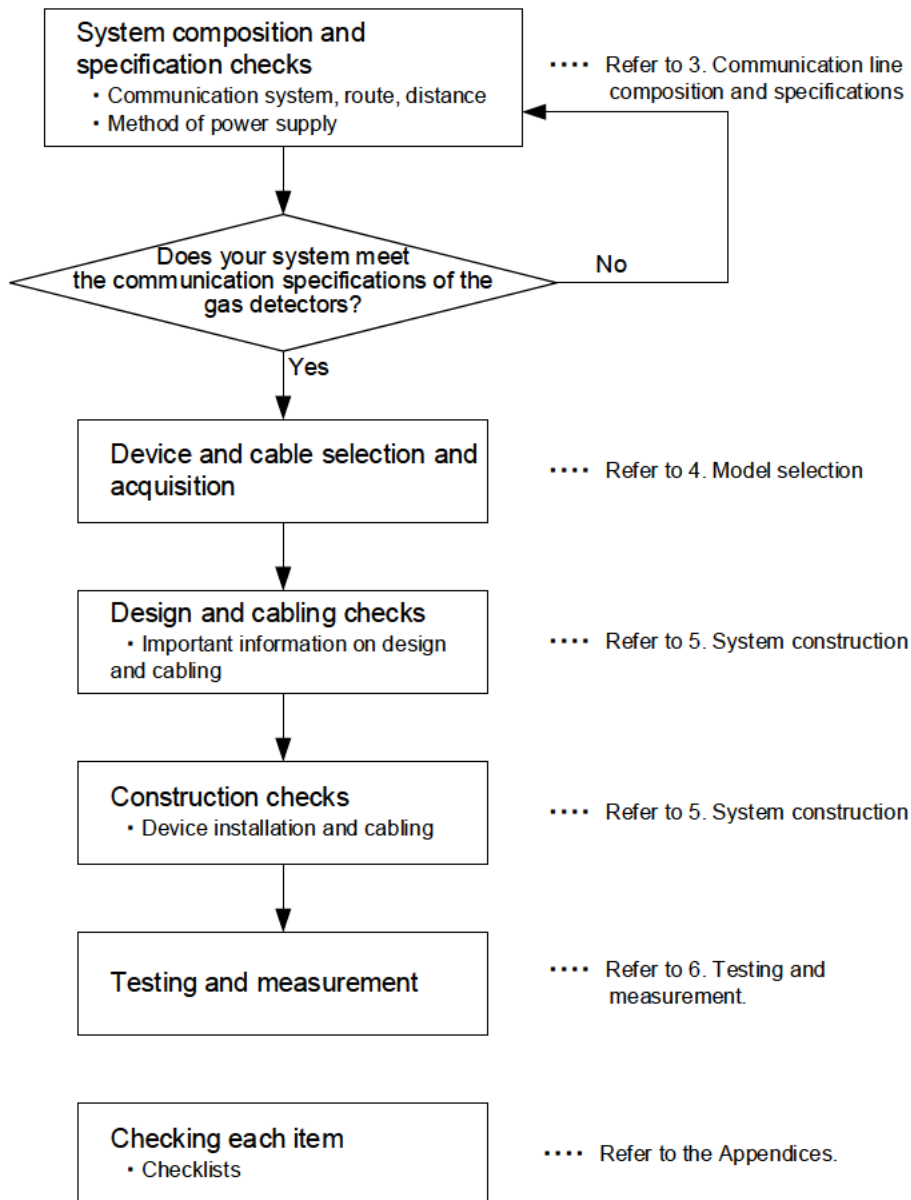 System composition and
specification checks
・Communication system, route, distance
・Method of power supply
···· Refer to 3. Communication line
composition and specifications
Does your system meet
the communication specifications of the
gas detectors?
No
Yes
Device and cable selection and
acquisition
···· Refer to 4. Model selection
Design and cabling checks
・Important information on design
and cabling
···· Refer to 5. System construction
Construction checks
・Device installation and cabling
···· Refer to 5. System construction
Testing and measurement
···· Refer to 6. Testing and
measurement.
Checking each item
・Checklists
···· Refer to the Appendices.